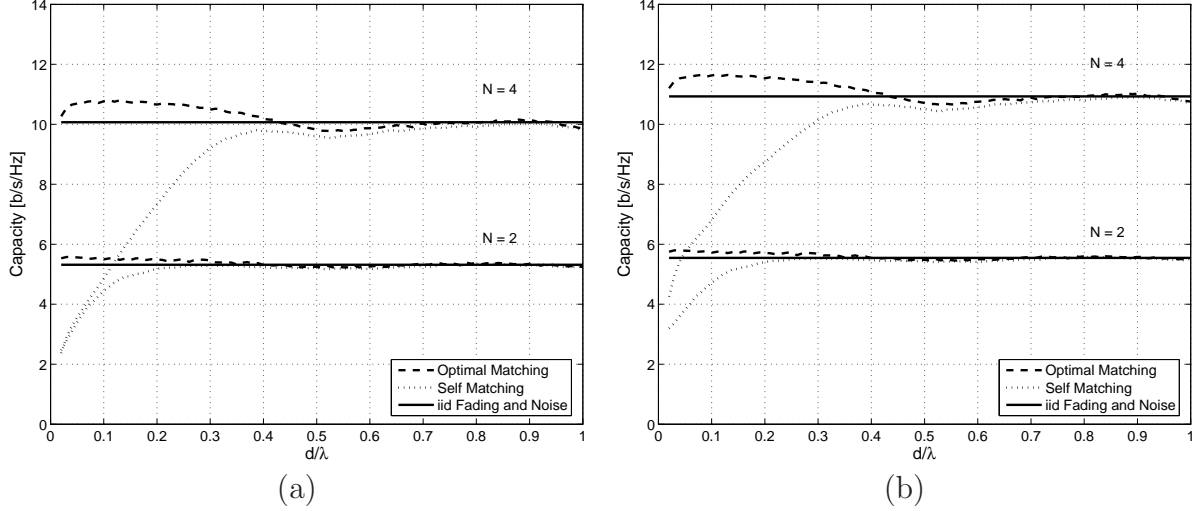 14
12
10
8
6
4
2
0
Capacity [b/s/Hz]
N = 4
N = 2
Optimal Matching
Self Matching
iid Fading and Noise
0 0.1 0.2 0.3 0.4 0.5 0.6 0.7 0.8 0.9 1
d/λ
(a)
14
12
10
8
6
4
2
0
Capacity [b/s/Hz]
N = 4
N = 2
Optimal Matching
Self Matching
iid Fading and Noise
0 0.1 0.2 0.3 0.4 0.5 0.6 0.7 0.8 0.9 1
d/λ
(b)